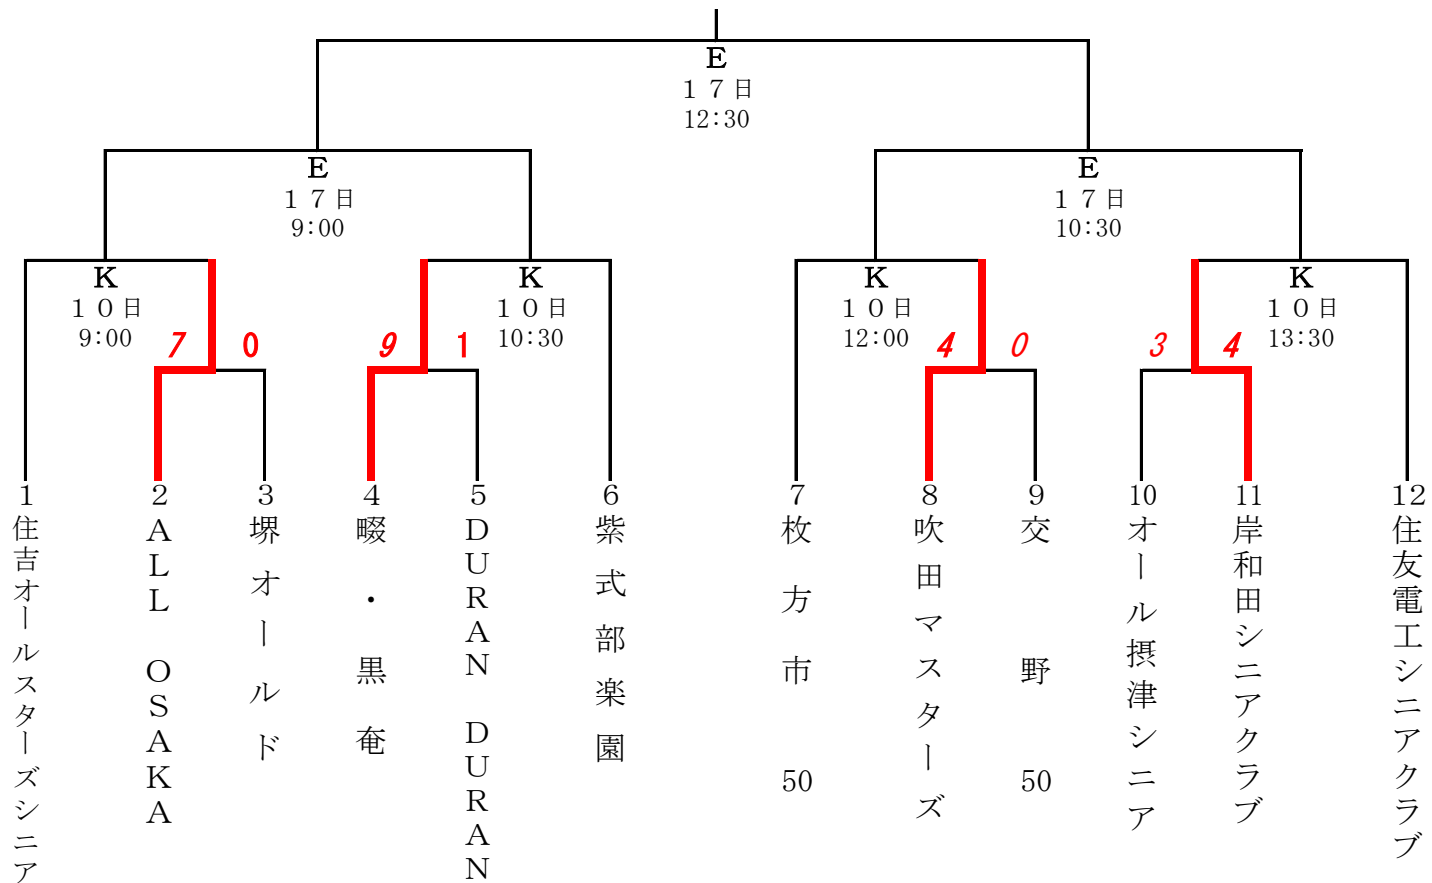 E
１７日
12:30
E
１７日
9:00
E
１７日
10:30
K
１０日
9:00
K
１０日
10:30
K
１０日
12:00
K
１０日
13:30
7 0
9 1
4 0
3 4
1
住吉オールスターズシニア
2
ALL OSAKA
3
堺オールド
4
畷・黒奄
5
DURAN DURAN
6
紫式部楽園
7
枚方市50
8
吹田マスターズ
9
交野50
10
オール摂津シニア
11
岸和田シニアクラブ
12
住友電工シニアクラブ